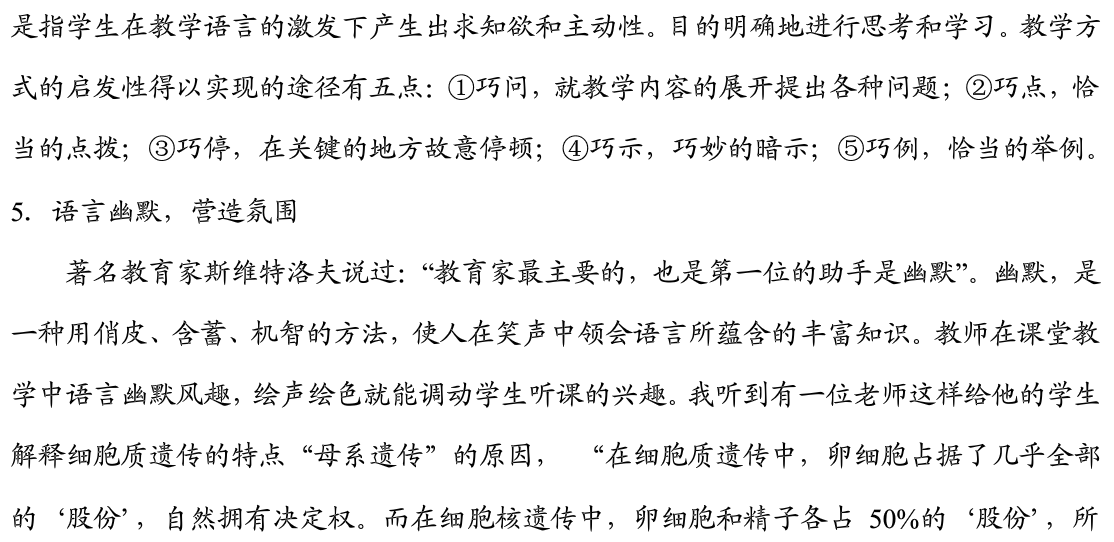 是指学生在教学语言的激发下产生出求知欲和主动性。目的明确地进行思考和学习。教学方
式的启发性得以实现的途径有五点：①巧问，就教学内容的展开提出各种问题；②巧点，恰
当的点拨；③巧停，在关键的地方故意停顿；④巧示，巧妙的暗示；⑤巧例，恰当的举例。
5. 语言幽默，营造氛围
著名教育家斯维特洛夫说过：“教育家最主要的，也是第一位的助手是幽默”。幽默，是
一种用俏皮、含蓄、机智的方法，使人在笑声中领会语言所蕴含的丰富知识。教师在课堂教
学中语言幽默风趣，绘声绘色就能调动学生听课的兴趣。我听到有一位老师这样给他的学生
解释细胞质遗传的特点“母系遗传”的原因， “在细胞质遗传中，卵细胞占据了几乎全部
的‘股份’，自然拥有决定权。而在细胞核遗传中，卵细胞和精子各占 50%的‘股份’，所